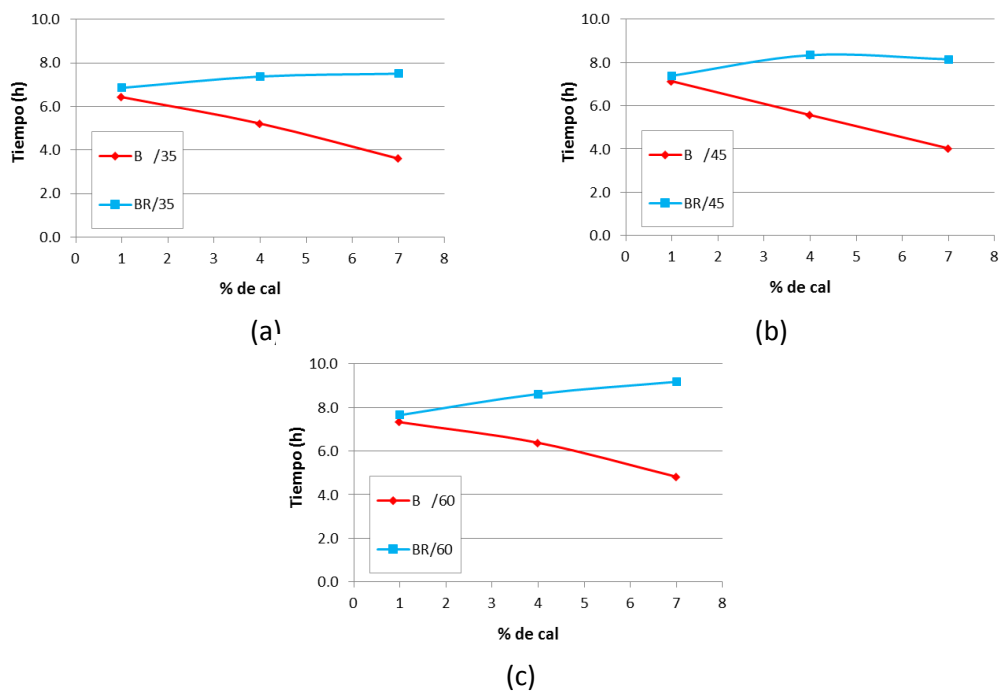 10.0
8.0
6.0
4.0
2.0
0.0
Tiempo (h)
B /35
BR/35
0 1 2 3 4 5 6 7 8
% de cal
(a)
10.0
8.0
6.0
4.0
2.0
0.0
Tiempo (h)
B /45
BR/45
0 1 2 3 4 5 6 7 8
% de cal
(b)
10.0
8.0
6.0
4.0
2.0
0.0
Tiempo (h)
B /60
BR/60
0 1 2 3 4 5 6 7 8
% de cal
(c)